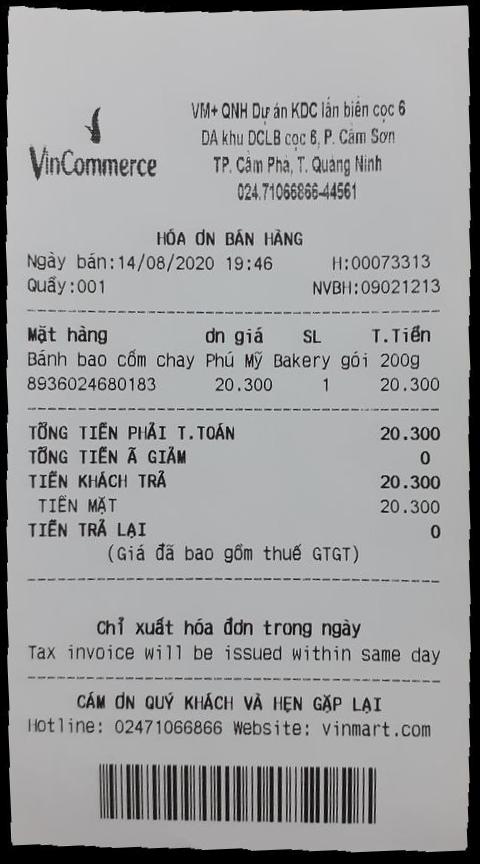 VinCommerce
VM+ QNH Dự án KDC lấn biên cọc 6
DA khu DCLB cọc 6, P. Cẩm Sơn
TP. Cẩm Phả, T. Quảng Ninh
024.71066866-44561
HÓA ƠN BÁN HÀNG
Ngày bán:14/08/2020 19:46 H:00073313
Quầy:001 NVBH:09021213
Mặt hàng ơn giá SL T.Tiền
Bánh bao cốm chay Phú Mỹ Bakery gói 200g
8936024680183 20.300 1 20.300
TỔNG TIỀN PHẢI T.TOÁN 20.300
TỔNG TIỀN Ã GIẢM 0
TIỀN KHÁCH TRẢ 20.300
TIỀN MẶT 20.300
TIỀN TRẢ LẠI 0
(Giá đã bao gồm thuế GTGT)
Chỉ xuất hóa đơn trong ngày
Tax invoice will be issued within same day
CÁM ƠN QUÝ KHÁCH VÀ HẸN GẶP LẠI
Hotline: 02471066866 Website: vinmart.com